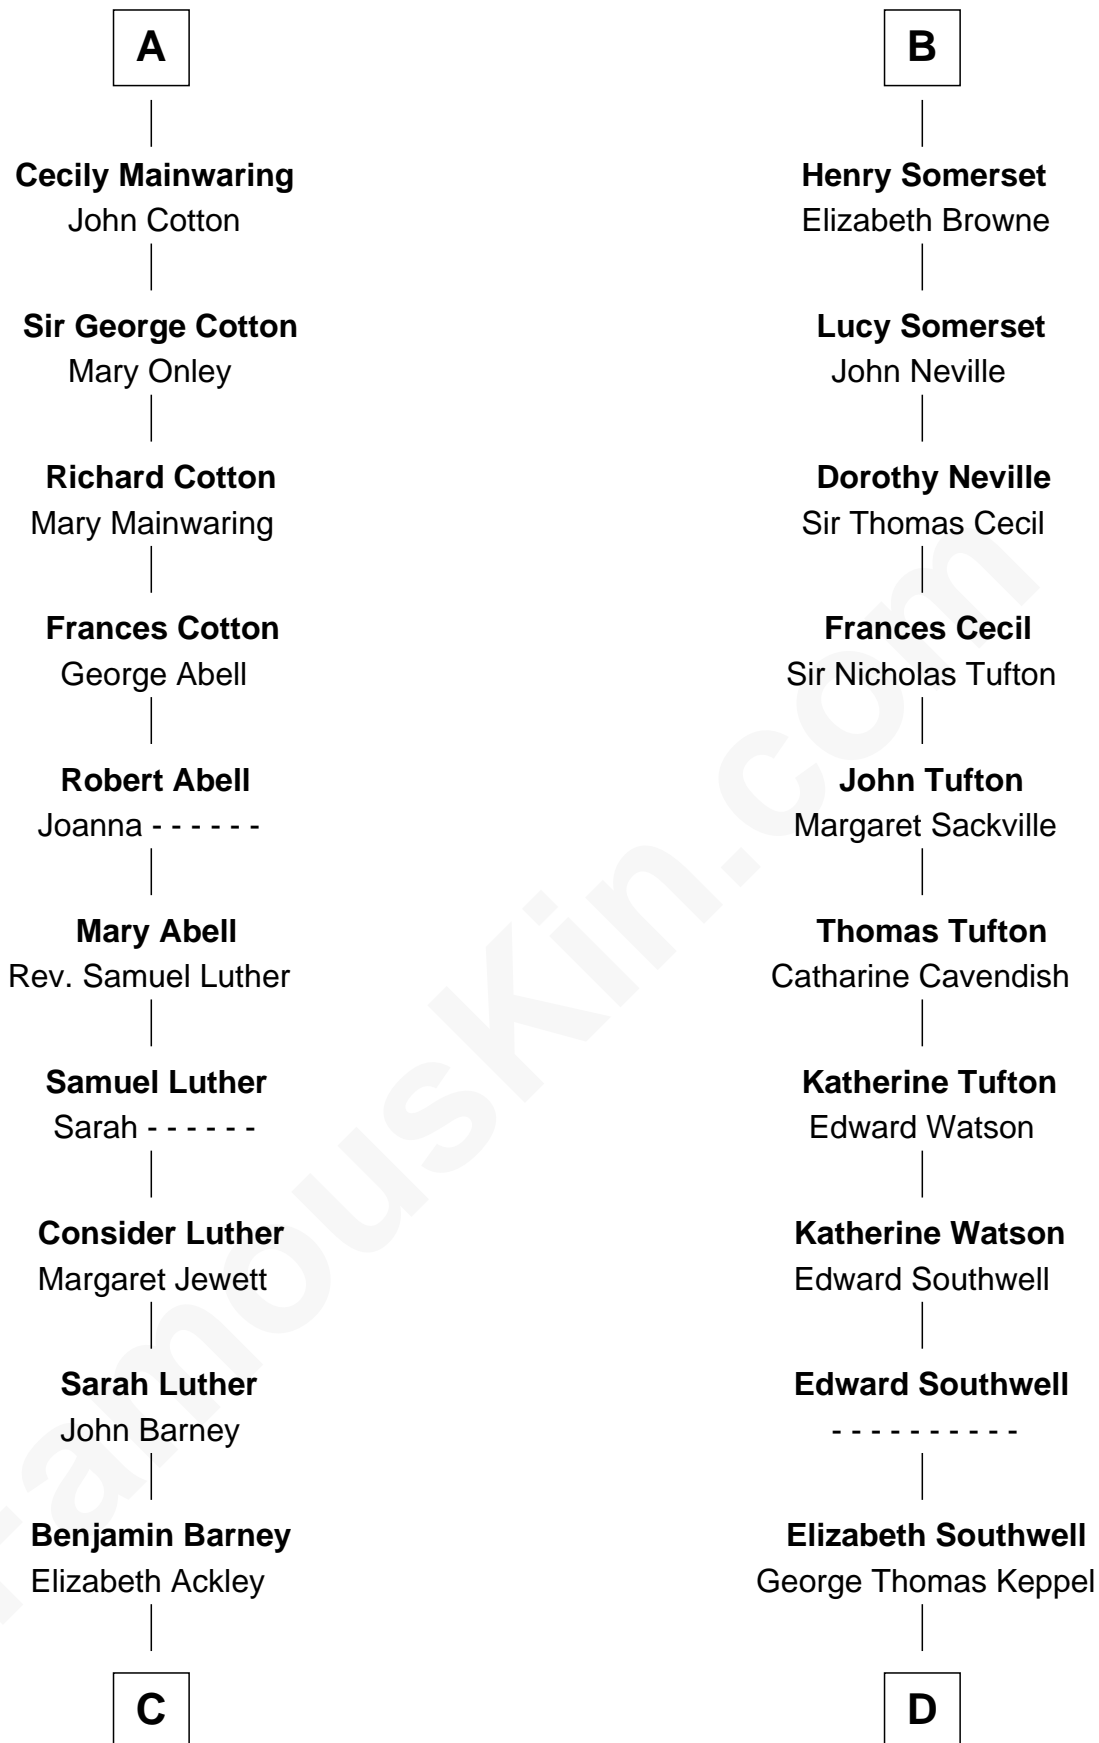 A
Cecily Mainwaring
John Cotton
Sir George Cotton
Mary Onley
Richard Cotton
Mary Mainwaring
Frances Cotton
George Abell
Robert Abell
Joanna - - - - - -
Mary Abell
Rev. Samuel Luther
Samuel Luther
Sarah - - - - - -
Consider Luther
Margaret Jewett
Sarah Luther
John Barney
Benjamin Barney
Elizabeth Ackley
C
B
Henry Somerset
Elizabeth Browne
Lucy Somerset
John Neville
Dorothy Neville
Sir Thomas Cecil
Frances Cecil
Sir Nicholas Tufton
John Tufton
Margaret Sackville
Thomas Tufton
Catharine Cavendish
Katherine Tufton
Edward Watson
Katherine Watson
Edward Southwell
Edward Southwell
- - - - - - - - - -
Elizabeth Southwell
George Thomas Keppel
D
FamousKin.com